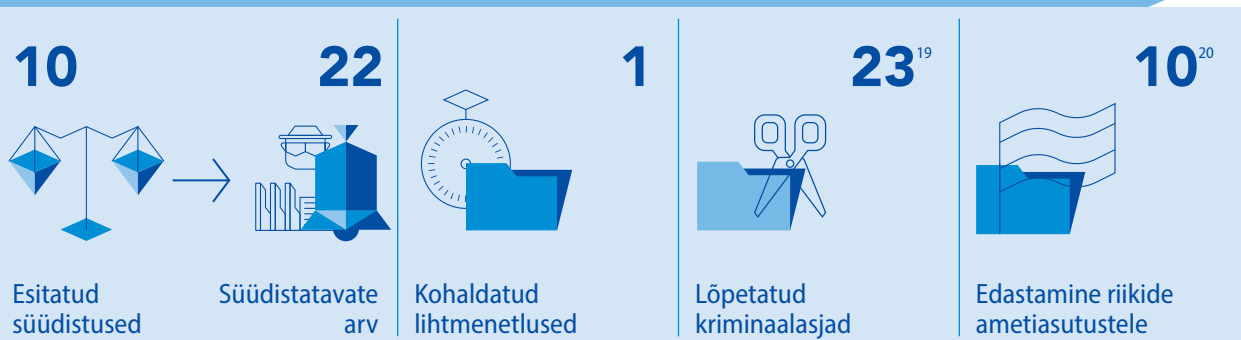 10
22
1
23¹⁹
10²⁰
Esitatud
süüdistused
Süüdistatavate
arv
Kohaldatud
lihtmenetlused
Lõpetatud
kriminaalasjad
Edastamine riikide
ametiasutustele